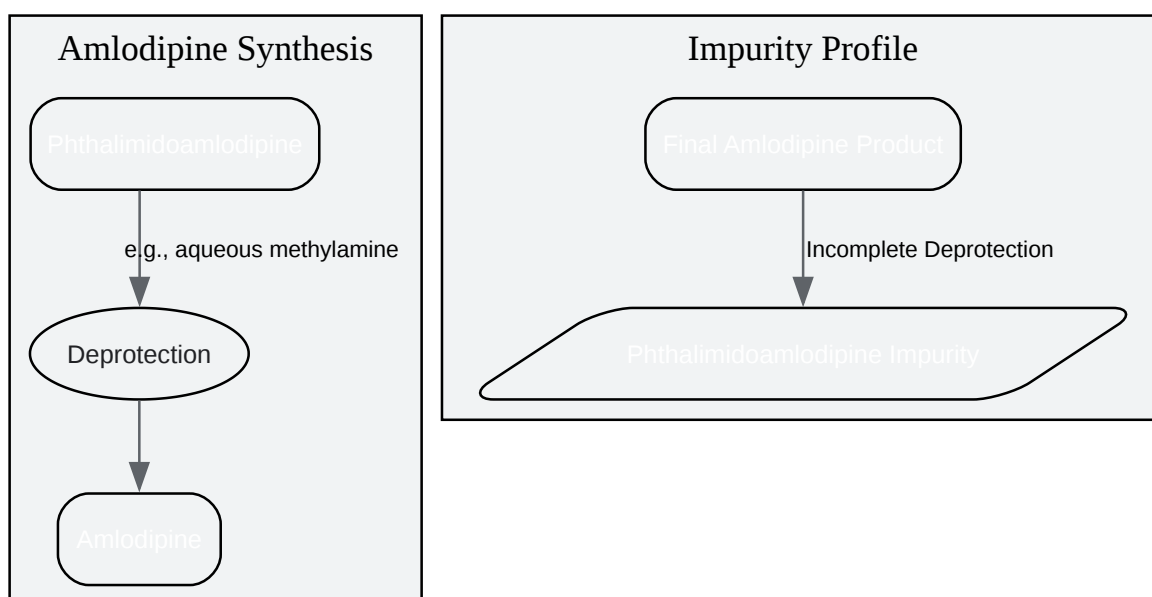 Amlodipine Synthesis
Phthalimidoamlodipine
e.g., aqueous methylamine
Deprotection
Amlodipine
Impurity Profile
Final Amlodipine Product
Incomplete Deprotection
Phthalimidoamlodipine Impurity